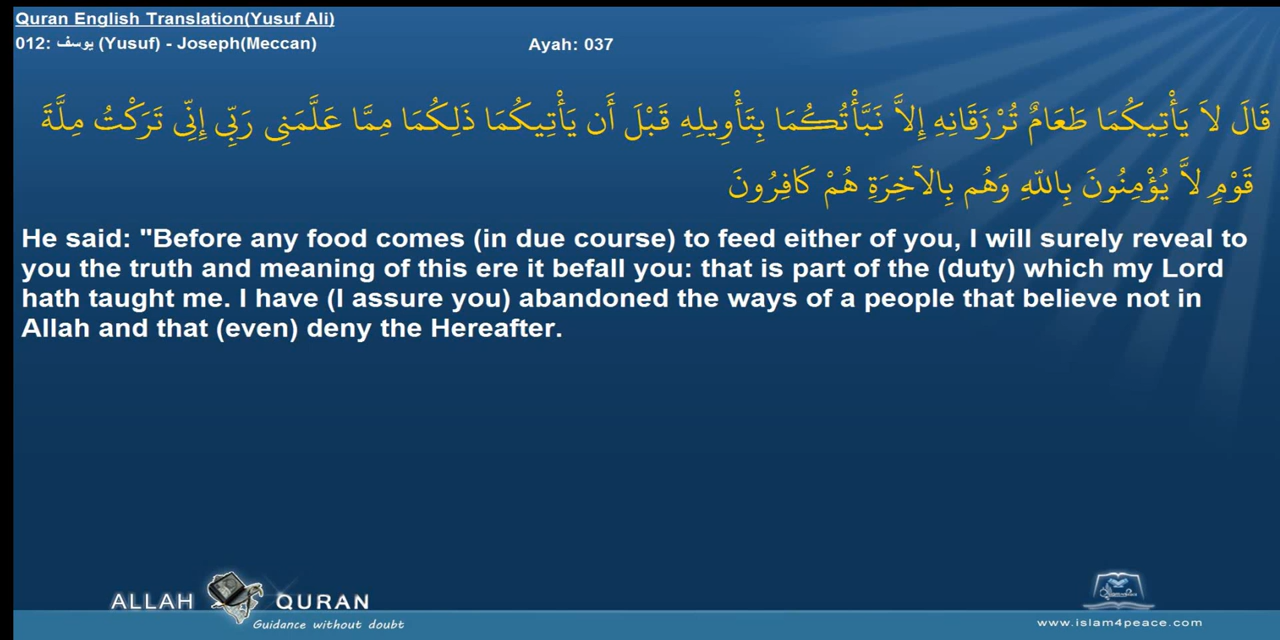 Quran English Translation(Yusuf Ali)
012: يوسف (Yusuf) - Joseph(Meccan)
Ayah: 037
قَالَ لاَ يَأْتِيكُمَا طَعَامٌ تُرْزَقَانِهِ إِلاَّ نَبَّأْتُكُمَا بِتَأْوِيلِهِ قَبْلَ أَن يَأْتِيكُمَا ذَلِكُمَا مِمَّا عَلَّمَنِي رَبِّي إِنِّي تَرَكْتُ مِلَّةَ
قَوْمٍ لاَّ يُؤْمِنُونَ بِاللّهِ وَهُم بِالآخِرَةِ هُمْ كَافِرُونَ
He said: "Before any food comes (in due course) to feed either of you, I will surely reveal to
you the truth and meaning of this ere it befall you: that is part of the (duty) which my Lord
hath taught me. I have (I assure you) abandoned the ways of a people that believe not in
Allah and that (even) deny the Hereafter.
ALLAH QURAN
Guidance without doubt
www.islam4peace.com